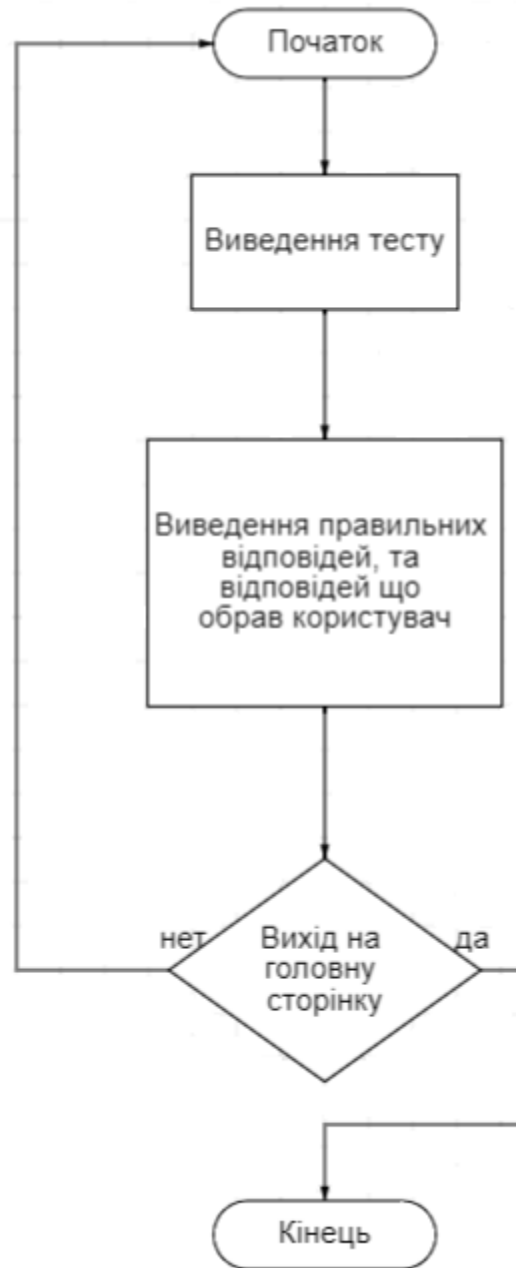 Початок
Виведення тесту
Виведення правильних
відповідей, та
відповідей що
обрав користувач
нет
Вихід на
головну
сторінку
да
Кінець